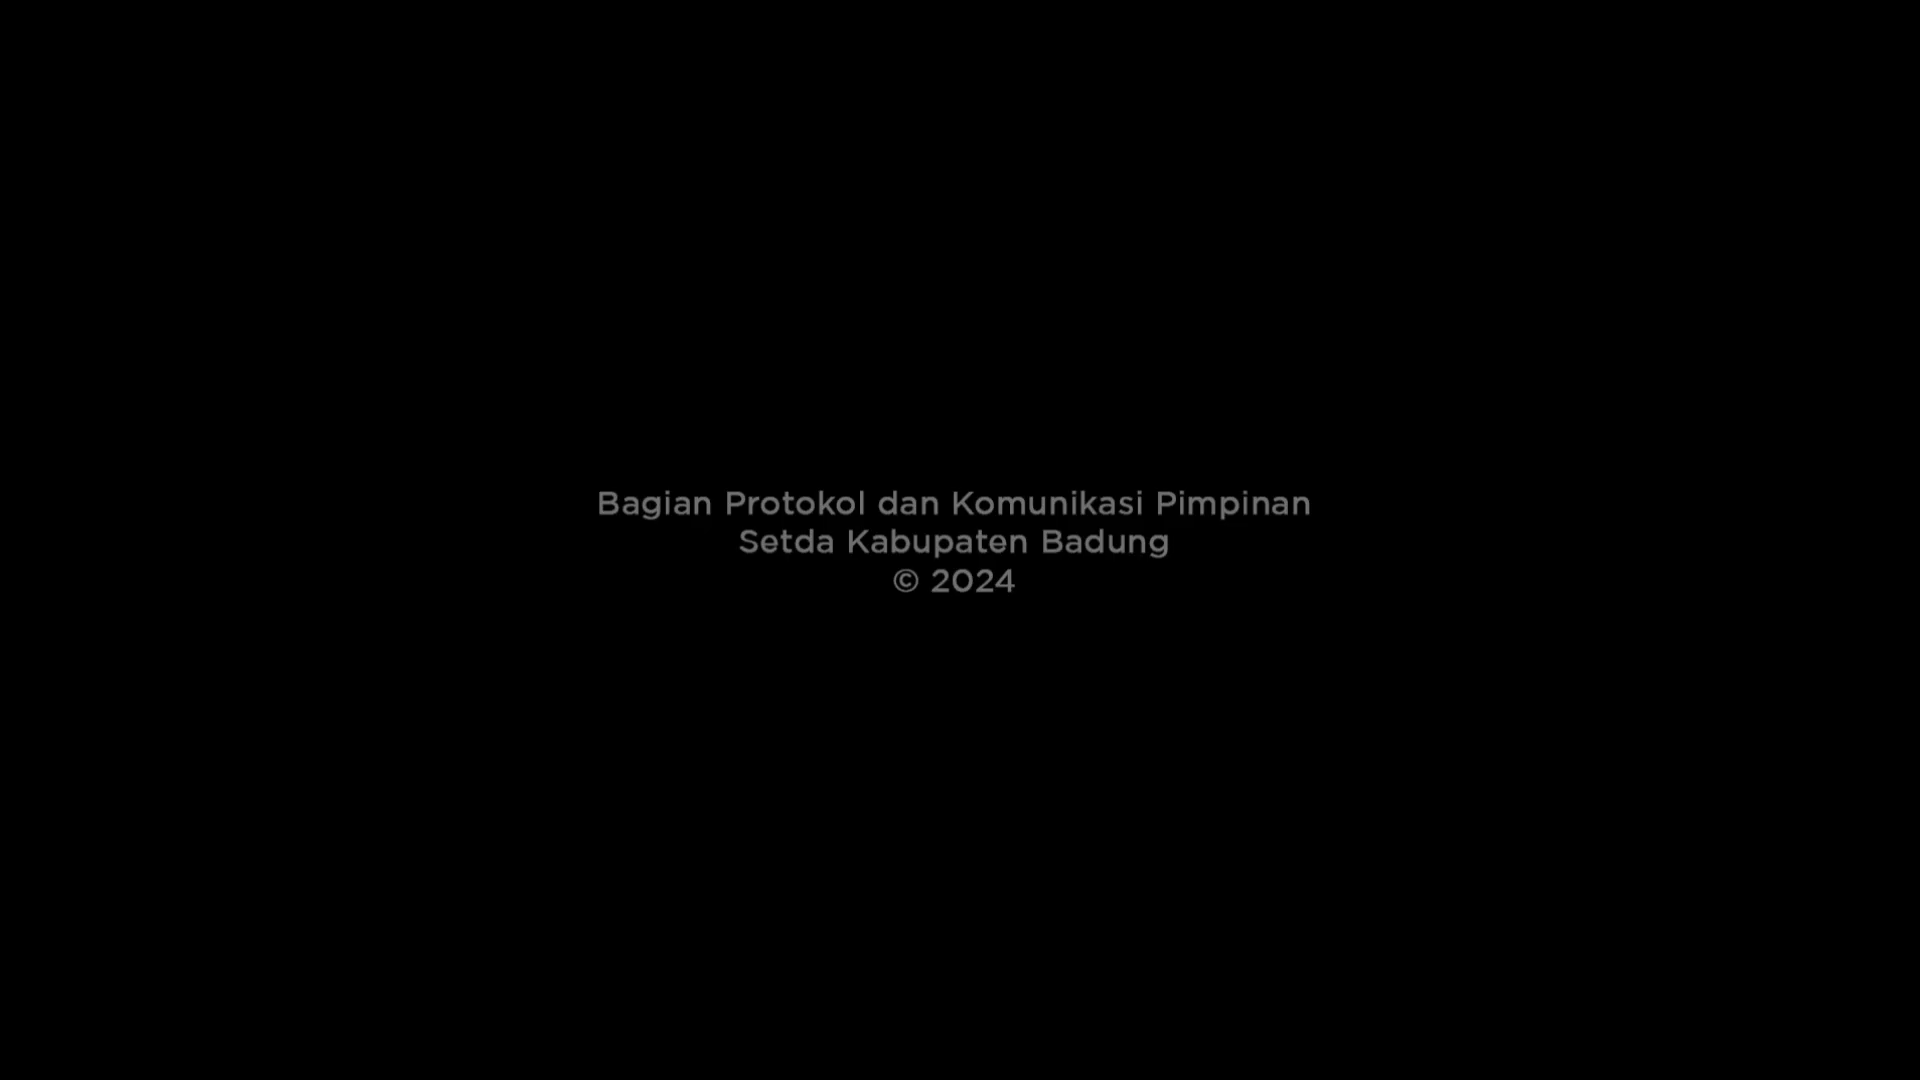 Bagian Protokol dan Komunikasi Pimpinan
Setda Kabupaten Badung
© 2024